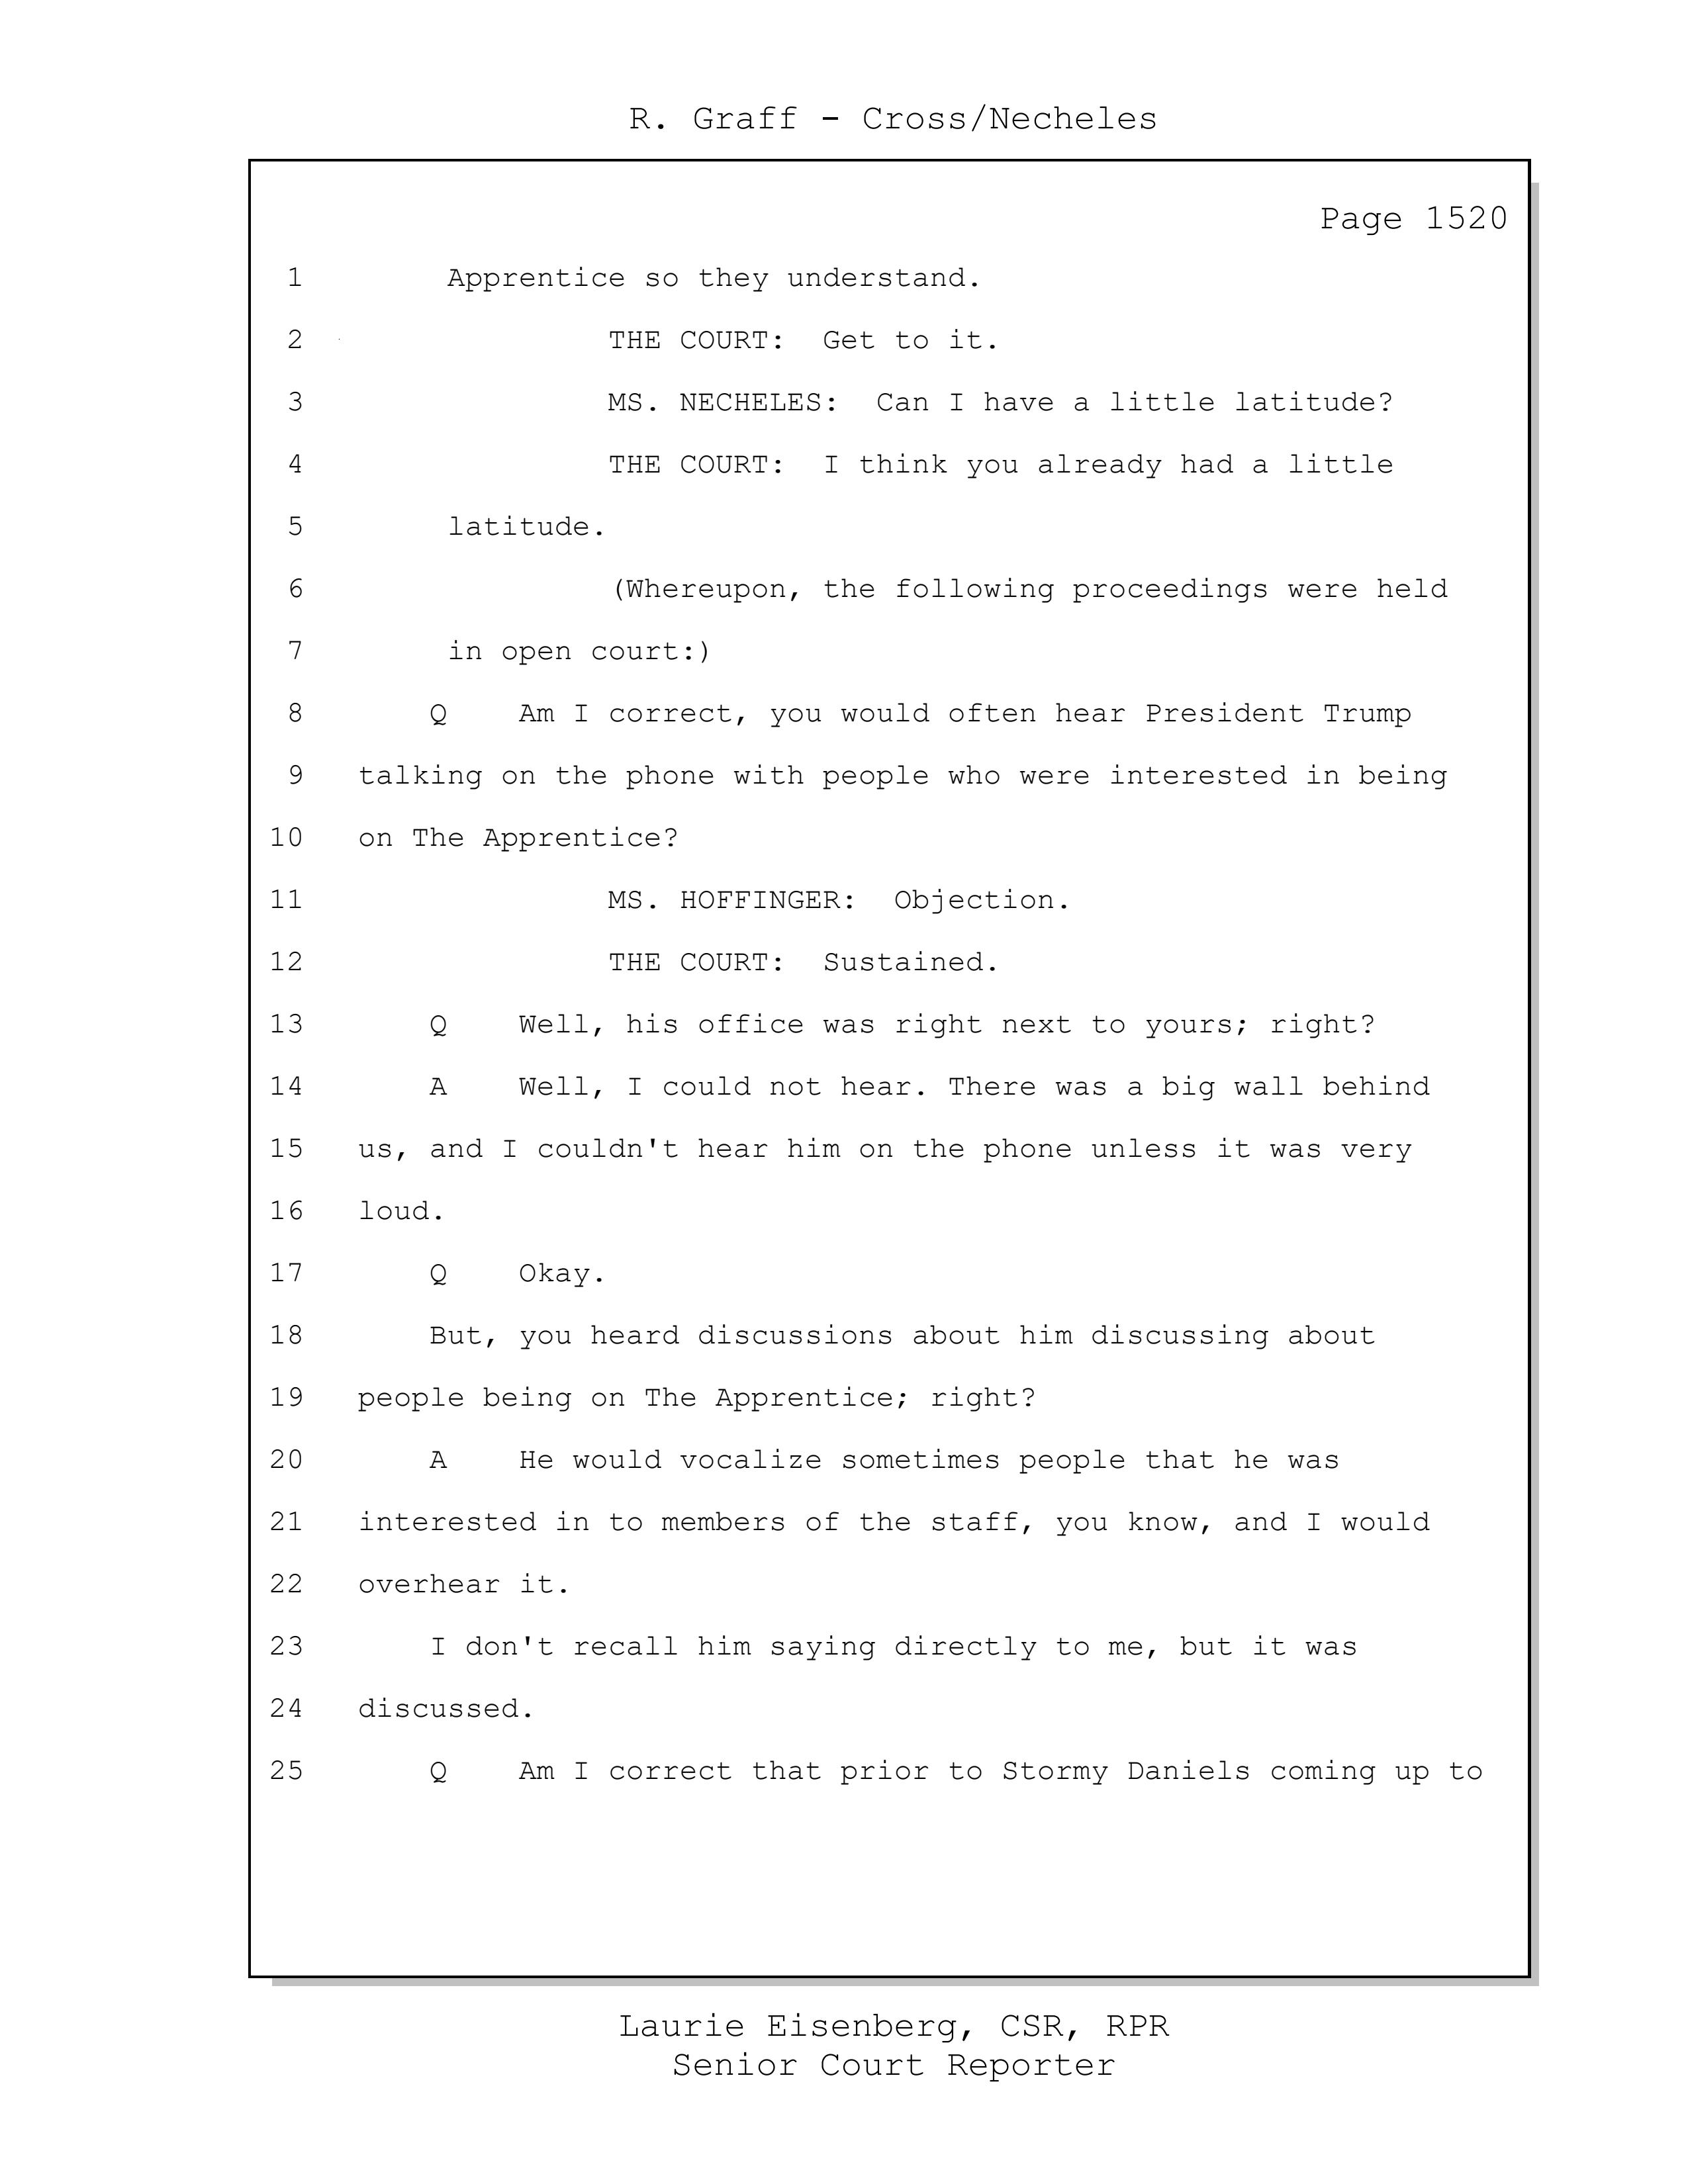 R. Graff - Cross/Necheles
Page 1520
1 Apprentice so they understand.
2 THE COURT: Get to it.
3 MS. NECHELES: Can I have a little latitude?
4 THE COURT: I think you already had a little
5 latitude.
6 (Whereupon, the following proceedings were held
7 in open court:)
8 Q Am I correct, you would often hear President Trump
9 talking on the phone with people who were interested in being
10 on The Apprentice?
11 MS. HOFFINGER: Objection.
12 THE COURT: Sustained.
13 Q Well, his office was right next to yours; right?
14 A Well, I could not hear. There was a big wall behind
15 us, and I couldn't hear him on the phone unless it was very
16 loud.
17 Q Okay.
18 But, you heard discussions about him discussing about
19 people being on The Apprentice; right?
20 A He would vocalize sometimes people that he was
21 interested in to members of the staff, you know, and I would
22 overhear it.
23 I don't recall him saying directly to me, but it was
24 discussed.
25 Q Am I correct that prior to Stormy Daniels coming up to
Laurie Eisenberg, CSR, RPR
Senior Court Reporter